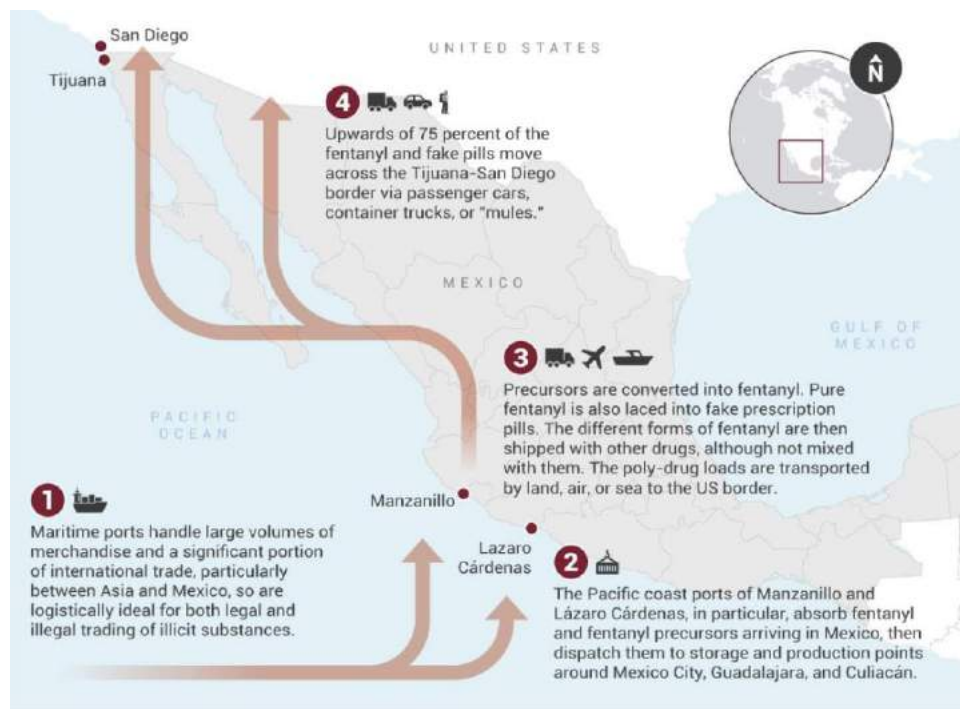 San Diego
Tijuana
UNITED STATES
N
4
Upwards of 75 percent of the
fentanyl and fake pills move
across the Tijuana-San Diego
border via passenger cars,
container trucks, or "mules."
MEXICO
GULF OF
MEXICO
3
Precursors are converted into fentanyl. Pure
fentanyl is also laced into fake prescription
pills. The different forms of fentanyl are then
shipped with other drugs, although not mixed
with them. The poly-drug loads are transported
by land, air, or sea to the US border.
PACIFIC
OCEAN
1
Maritime ports handle large volumes of
merchandise and a significant portion
of international trade, particularly
between Asia and Mexico, so are
logistically ideal for both legal and
illegal trading of illicit substances.
Manzanillo
Lazaro
Cárdenas
2
The Pacific coast ports of Manzanillo and
Lázaro Cárdenas, in particular, absorb fentanyl
and fentanyl precursors arriving in Mexico, then
dispatch them to storage and production points
around Mexico City, Guadalajara, and Culiacán.